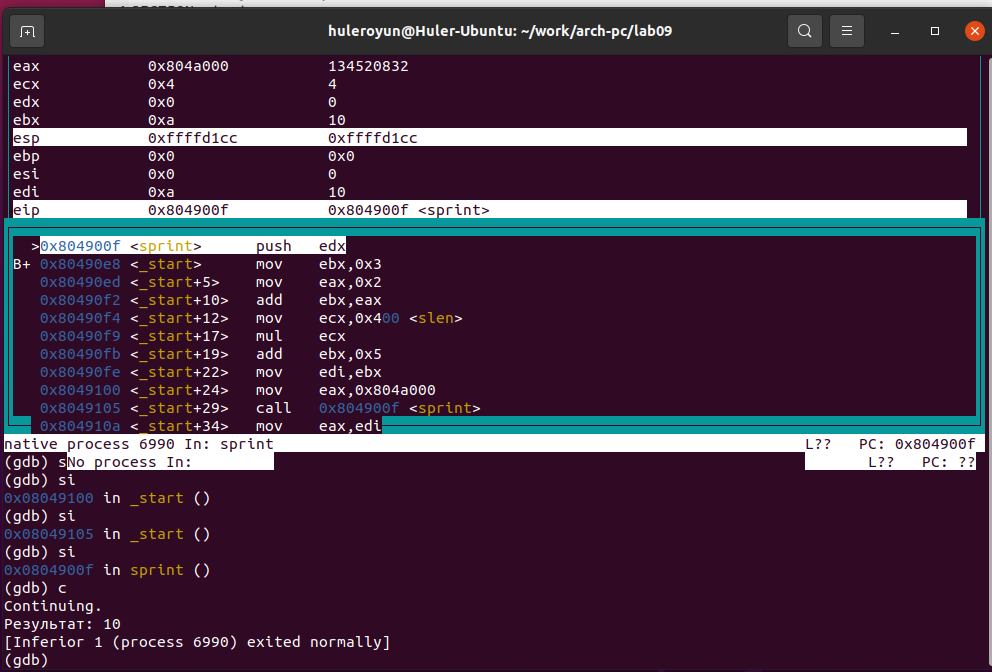 huleroyun@Huler-Ubuntu: ~/work/arch-pc/lab09
eax 0x804a000 134520832
ecx 0x4 4
edx 0x0 0
ebx 0xa 10
esp 0xffffd1cc 0xffffd1cc
ebp 0x0 0x0
esi 0x0 0
edi 0xa 10
eip 0x804900f 0x804900f <sprint>
>0x804900f <sprint> push edx
B+ 0x80490e8 <_start> mov ebx,0x3
0x80490ed <_start+5> mov eax,0x2
0x80490f2 <_start+10> add ebx,eax
0x80490f4 <_start+12> mov ecx,0x400 <slen>
0x80490f9 <_start+17> mul ecx
0x80490fb <_start+19> add ebx,0x5
0x80490fe <_start+22> mov edi,ebx
0x8049100 <_start+24> mov eax,0x804a000
0x8049105 <_start+29> call 0x804900f <sprint>
0x804910a <_start+34> mov eax,edi
native process 6990 In: sprint L?? PC: 0x804900f
(gdb) sNo process In: L?? PC: ??
(gdb) si
0x08049100 in _start ()
(gdb) si
0x08049105 in _start ()
(gdb) si
0x0804900f in sprint ()
(gdb) c
Continuing.
Результат: 10
[Inferior 1 (process 6990) exited normally]
(gdb)